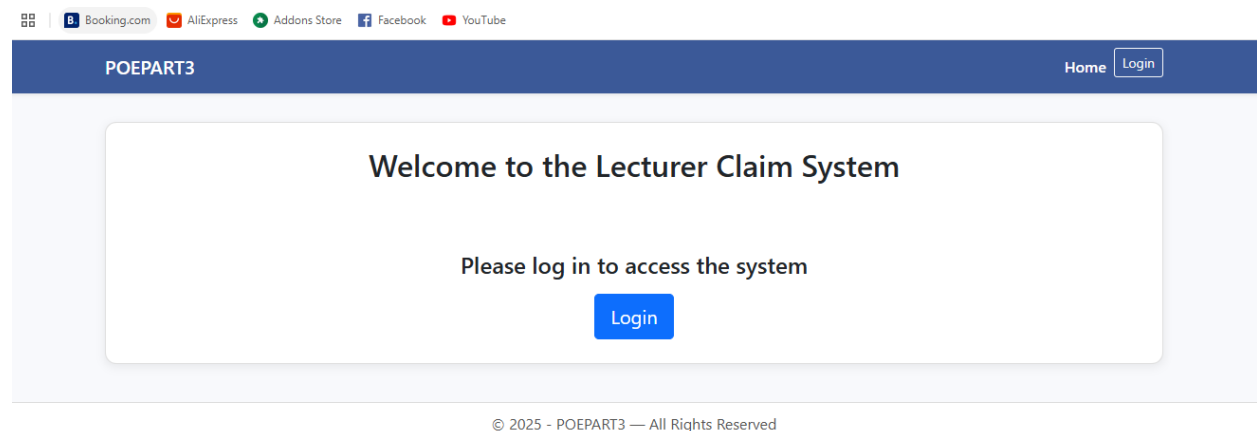 Booking.com AliExpress Addons Store Facebook YouTube
POEPART3 Home Login
Welcome to the Lecturer Claim System
Please log in to access the system
Login
© 2025 - POEPART3 — All Rights Reserved